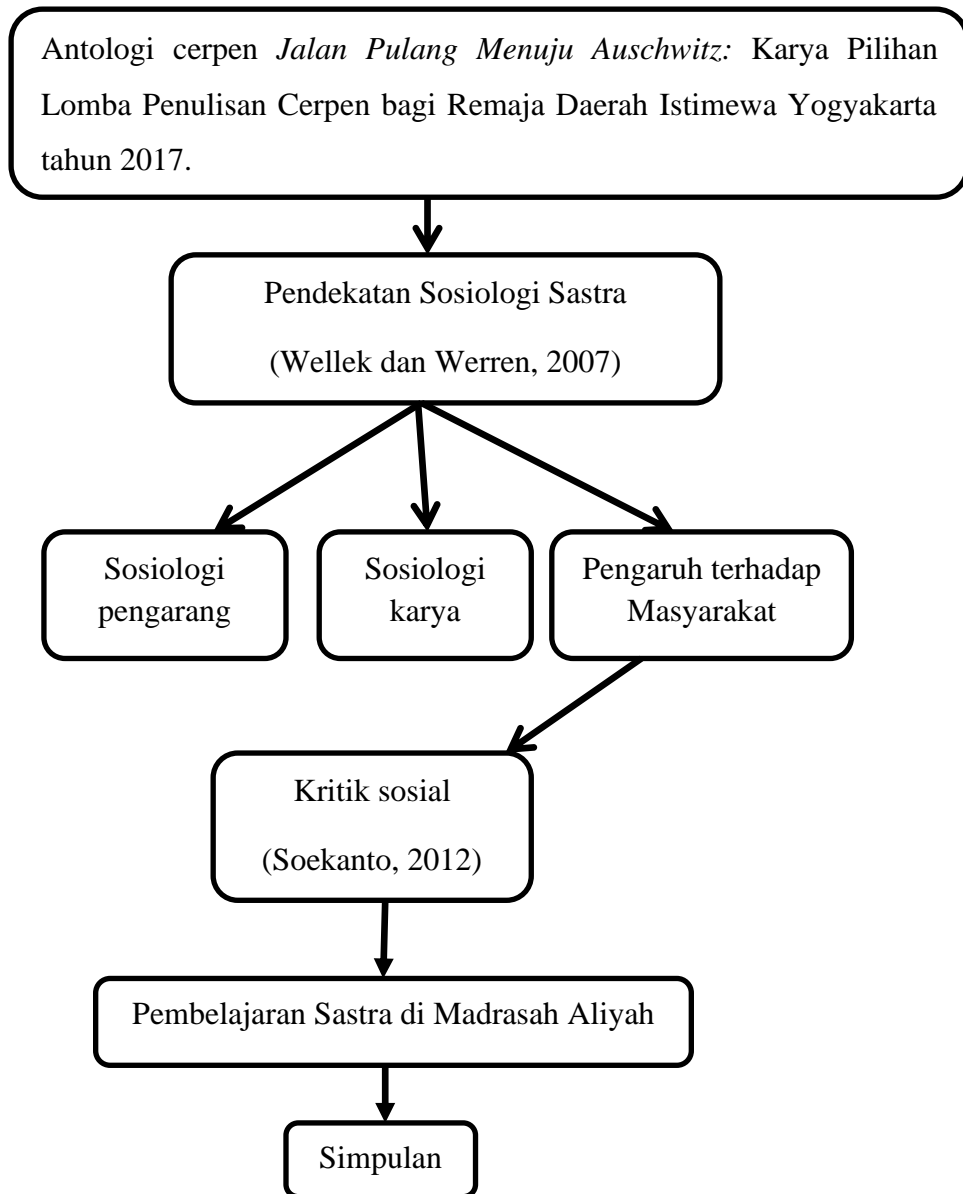 Antologi cerpen Jalan Pulang Menuju Auschwitz: Karya Pilihan
Lomba Penulisan Cerpen bagi Remaja Daerah Istimewa Yogyakarta
tahun 2017.
Pendekatan Sosiologi Sastra
(Wellek dan Werren, 2007)
Sosiologi
pengarang
Sosiologi
karya
Pengaruh terhadap
Masyarakat
Kritik sosial
(Soekanto, 2012)
Pembelajaran Sastra di Madrasah Aliyah
Simpulan